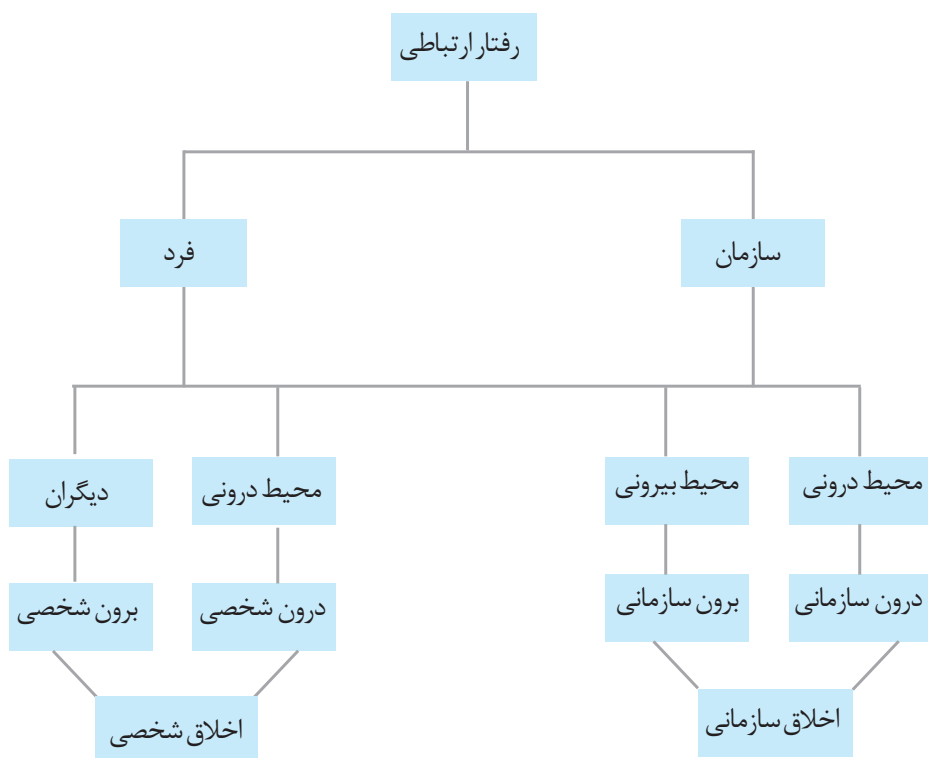 رفتار ارتباطی
سازمان
فرد
محیط درونی
محیط بیرونی
محیط درونی
دیگران
درون سازمانی
برون سازمانی
درون شخصی
برون شخصی
اخلاق سازمانی
اخلاق شخصی